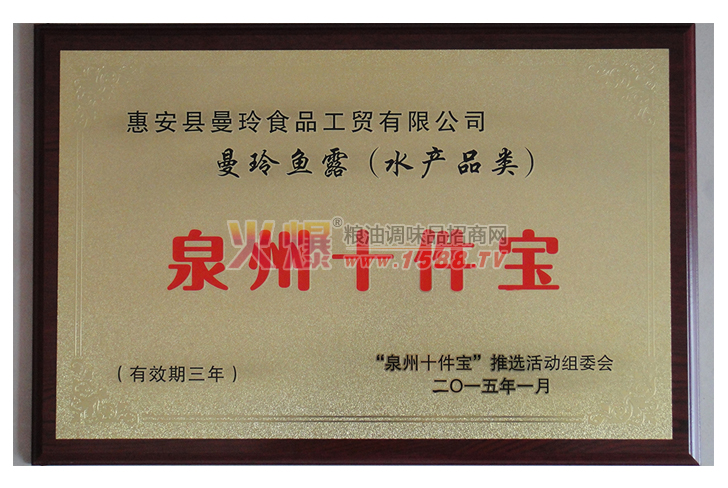 惠安县曼玲食品工贸有限公司
曼玲鱼露（水产品类）
泉州十件宝
火爆®粮油调味品招商网
www.1588.TV
（有效期三年）
“泉州十件宝”推选活动组委会
二〇一五年一月